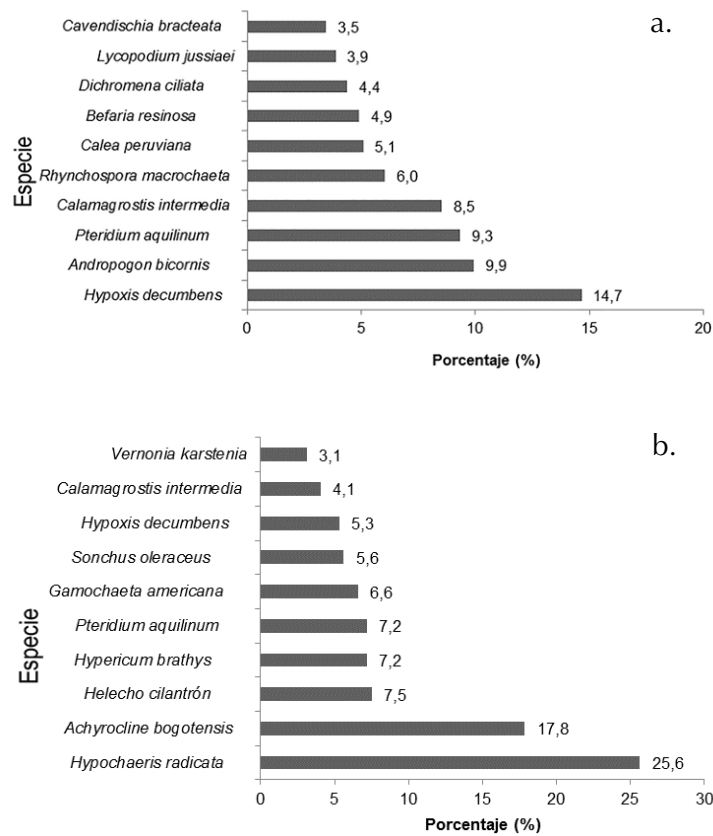 a.
Especie
Cavendischia bracteata 3,5
Lycopodium jussiaei 3,9
Dichromena ciliata 4,4
Befaria resinosa 4,9
Calea peruviana 5,1
Rhynchospora macrochaeta 6,0
Calamagrostis intermedia 8,5
Pteridium aquilinum 9,3
Andropogon bicornis 9,9
Hypoxis decumbens 14,7
0 5 10 15 20
Porcentaje (%)
b.
Especie
Vernonia karstenia 3,1
Calamagrostis intermedia 4,1
Hypoxis decumbens 5,3
Sonchus oleraceus 5,6
Gamochaeta americana 6,6
Pteridium aquilinum 7,2
Hypericum brathys 7,2
Helecho cilantrón 7,5
Achyrocline bogotensis 17,8
Hypochaeris radicata 25,6
0 5 10 15 20 25 30
Porcentaje (%)